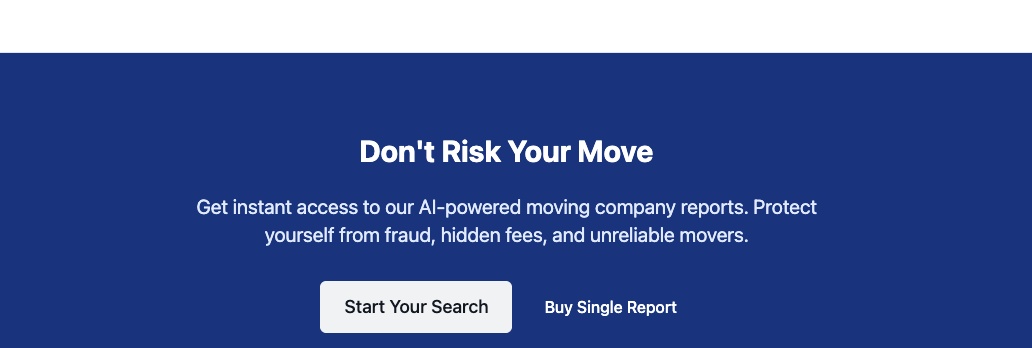 Don't Risk Your Move
Get instant access to our AI-powered moving company reports. Protect
yourself from fraud, hidden fees, and unreliable movers.
Start Your Search
Buy Single Report